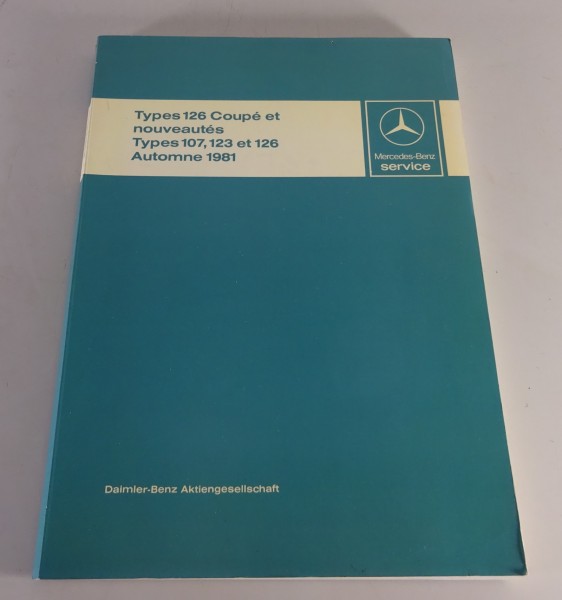 Types 126 Coupé et
nouveautés
Types 107, 123 et 126
Automne 1981
Mercedes-Benz
service
Daimler-Benz Aktiengesellschaft